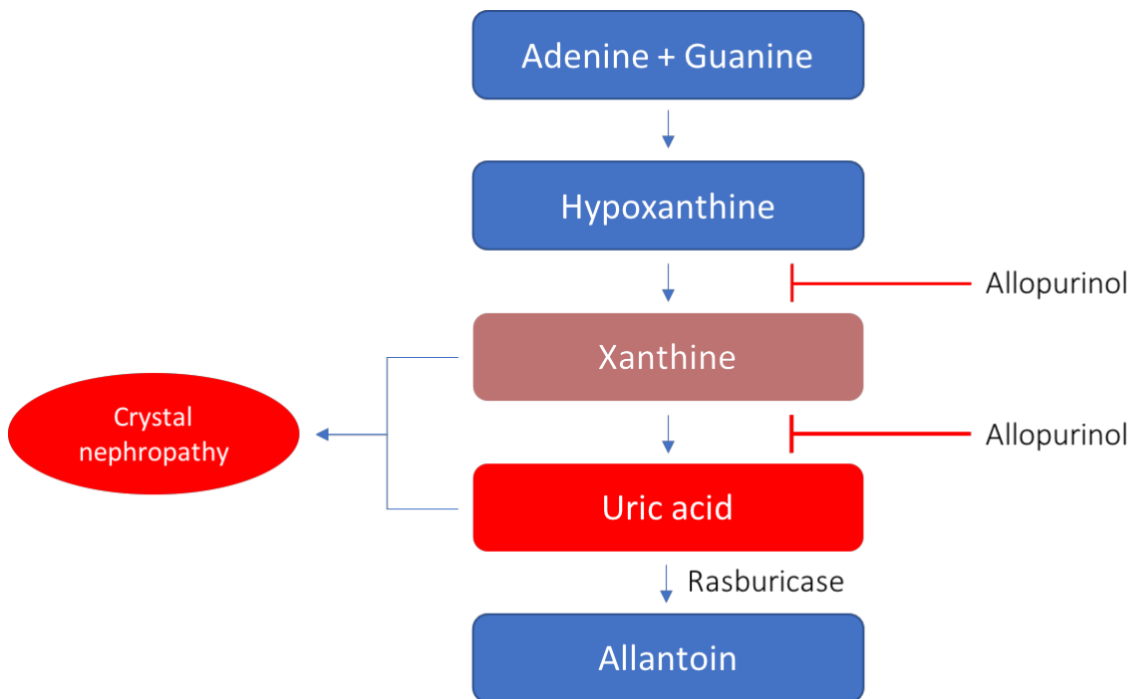 Adenine + Guanine
Hypoxanthine
Allopurinol
Xanthine
Crystal
nephropathy
Allopurinol
Uric acid
Rasburicase
Allantoin